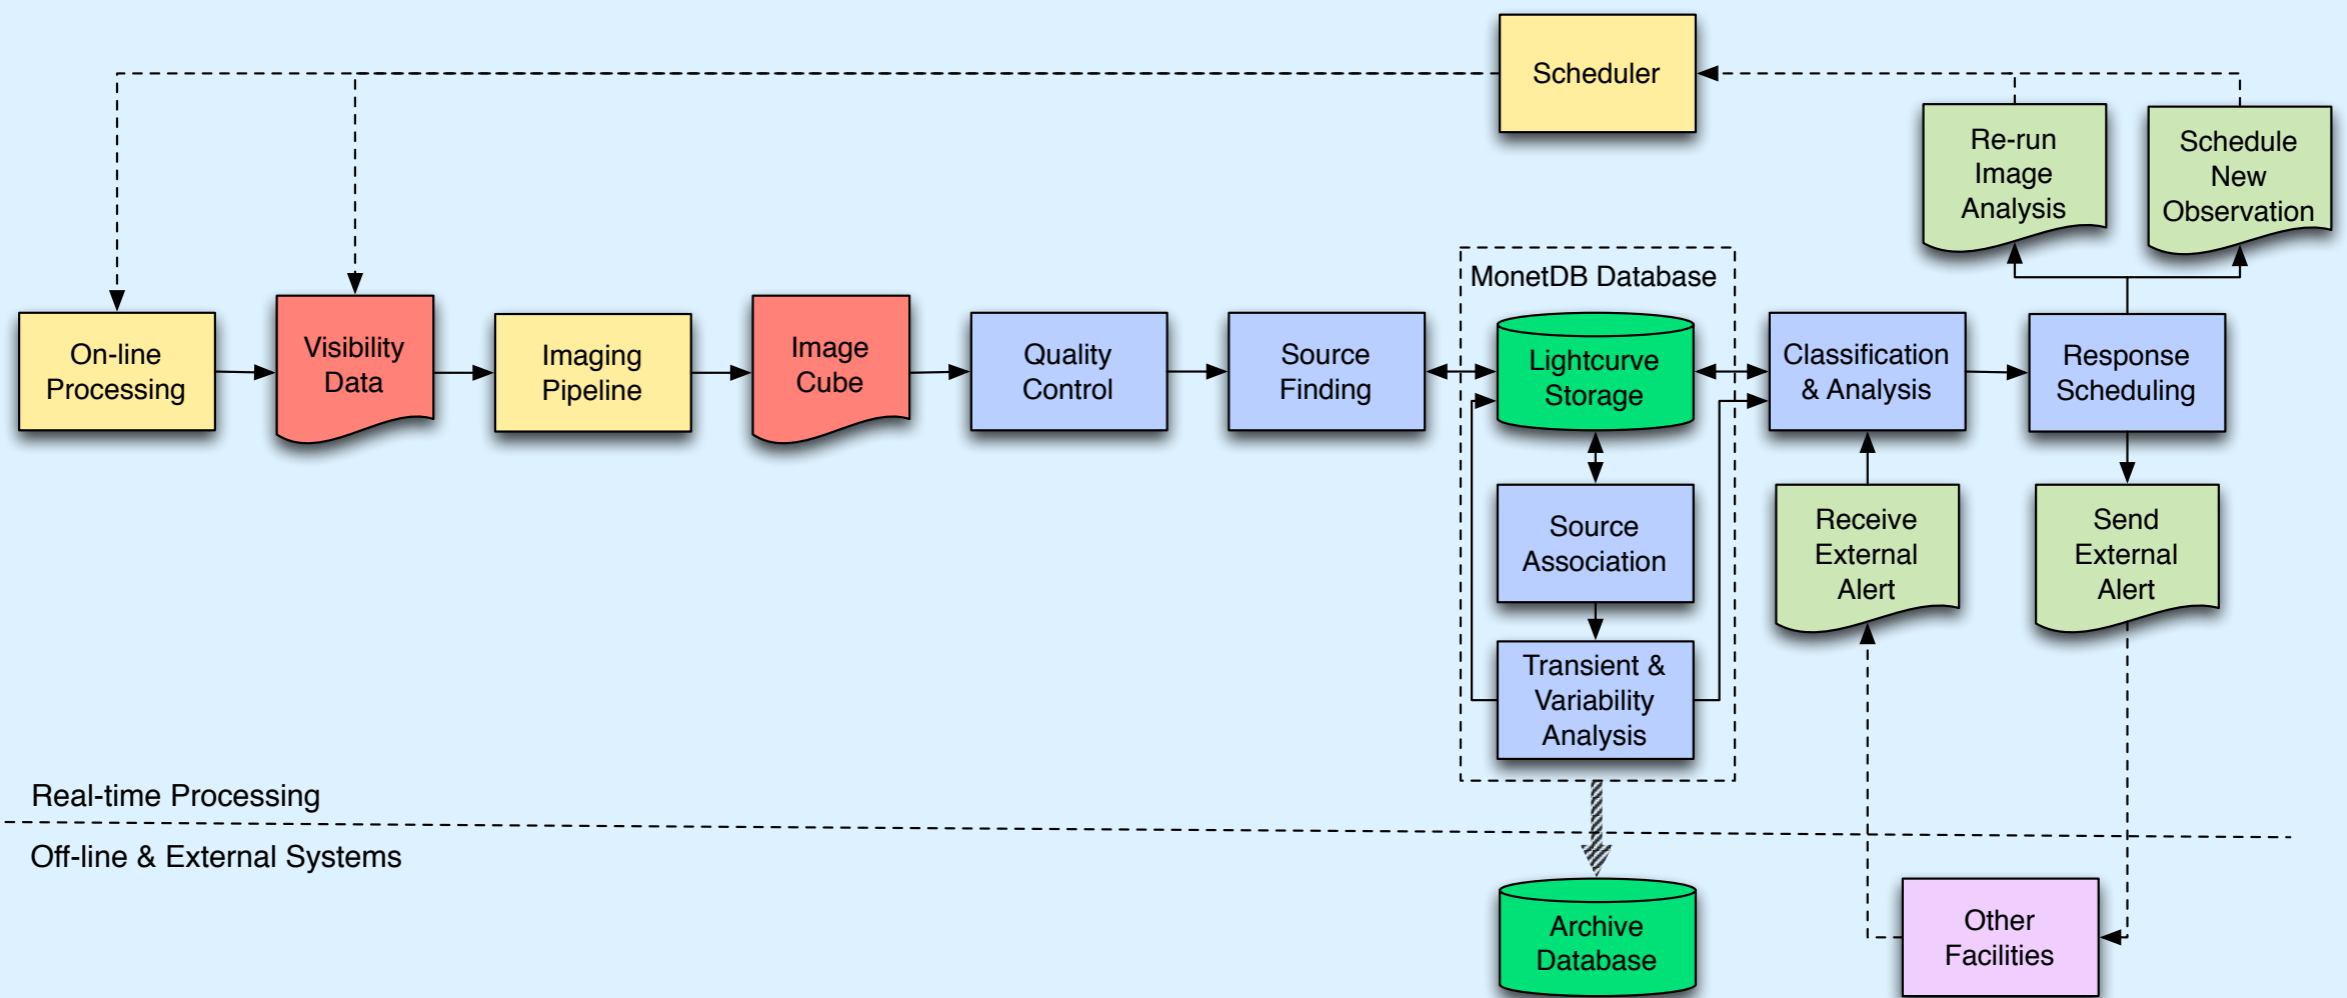 Scheduler
Re-run
Image
Analysis
Schedule
New
Observation
On-line
Processing
Visibility
Data
Imaging
Pipeline
Image
Cube
Quality
Control
Source
Finding
MonetDB Database
Lightcurve
Storage
Classification
& Analysis
Response
Scheduling
Source
Association
Receive
External
Alert
Send
External
Alert
Transient &
Variability
Analysis
Real-time Processing
Off-line & External Systems
Archive
Database
Other
Facilities